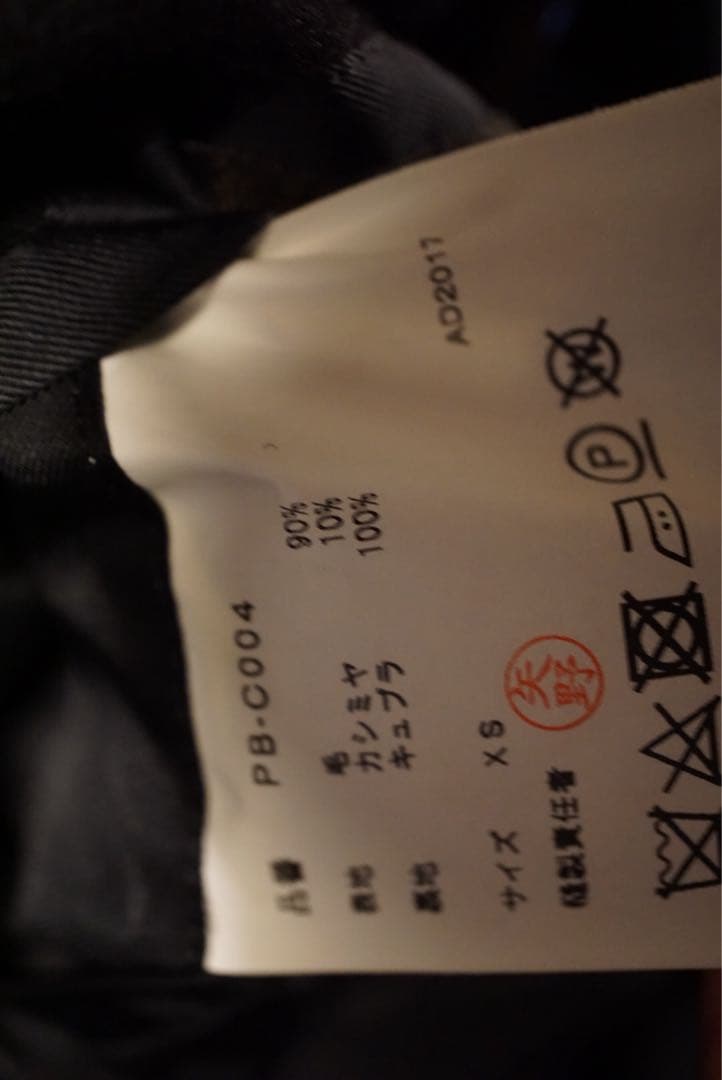 品番 PB-C004
表地 毛 90%
カシミヤ 10%
裏地 キュプラ 100%
サイズ XS
縫製責任者 矢野
AD2017
P
W